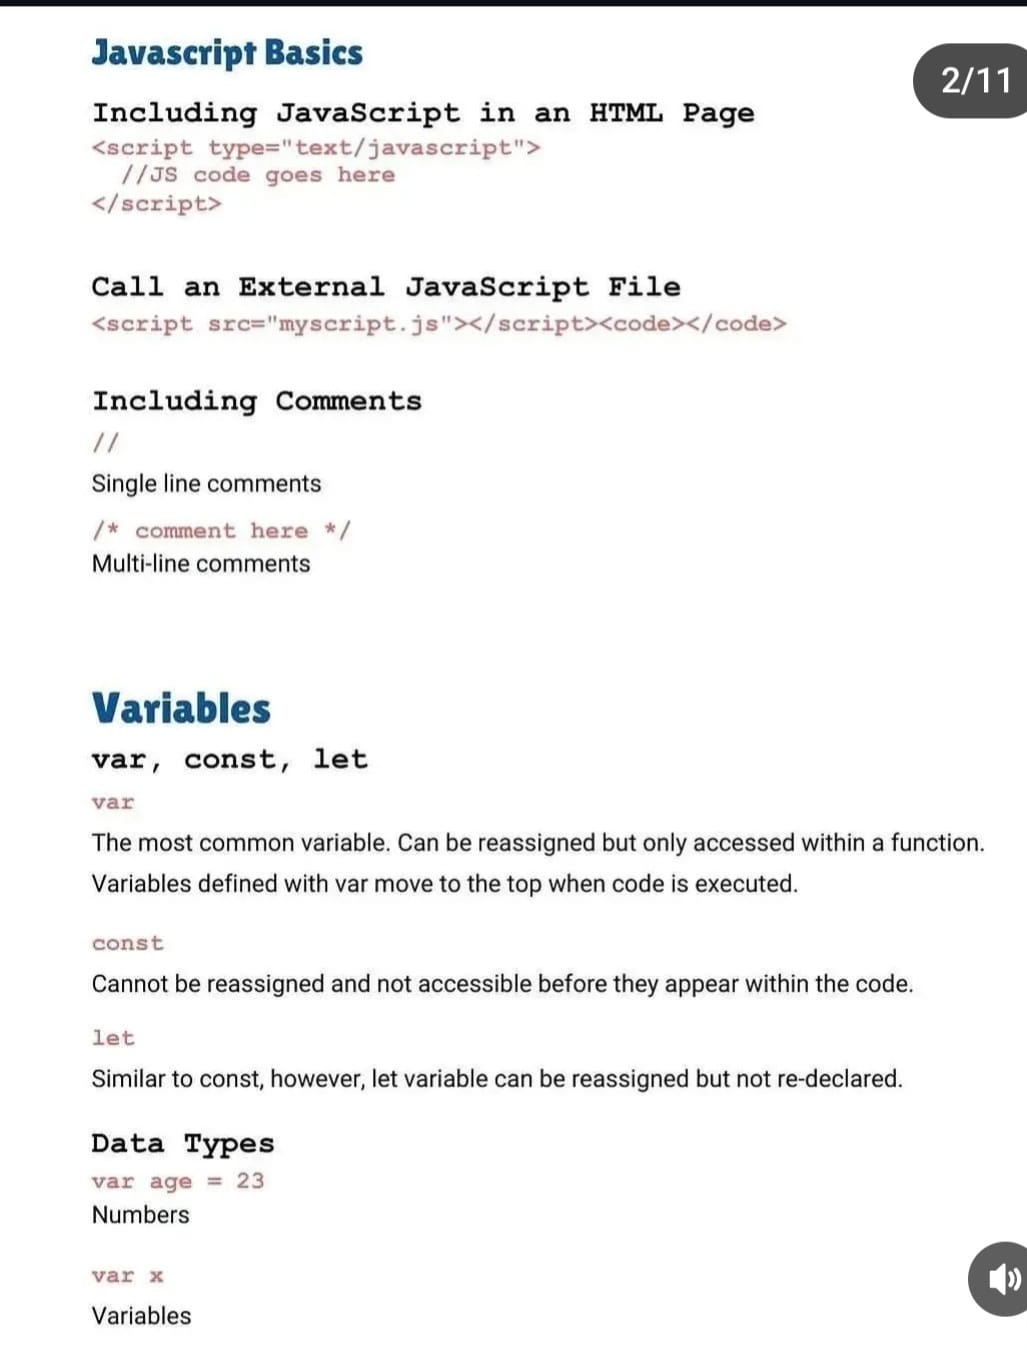 Javascript Basics
2/11
Including JavaScript in an HTML Page
<script type="text/javascript">
//JS code goes here
</script>
Call an External JavaScript File
<script src="myscript.js"></script><code></code>
Including Comments
//
Single line comments
/* comment here */
Multi-line comments
Variables
var, const, let
var
The most common variable. Can be reassigned but only accessed within a function.
Variables defined with var move to the top when code is executed.
const
Cannot be reassigned and not accessible before they appear within the code.
let
Similar to const, however, let variable can be reassigned but not re-declared.
Data Types
var age = 23
Numbers
var x
Variables